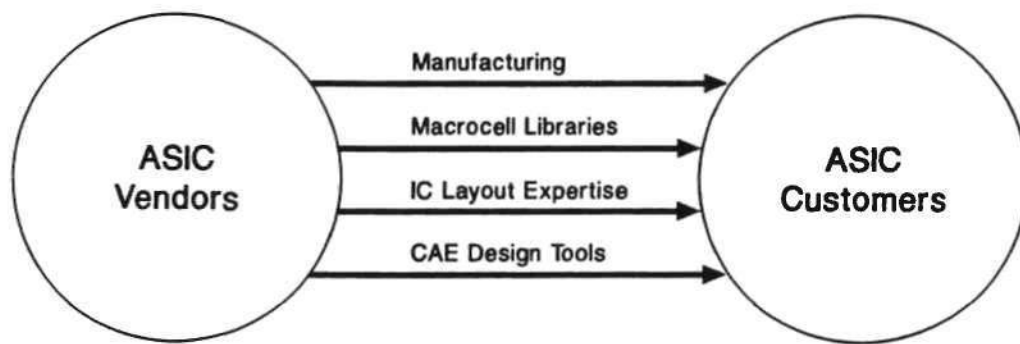 Manufacturing
Macrocell Libraries
ASIC
Vendors
IC Layout Expertise
CAE Design Tools
ASIC
Customers